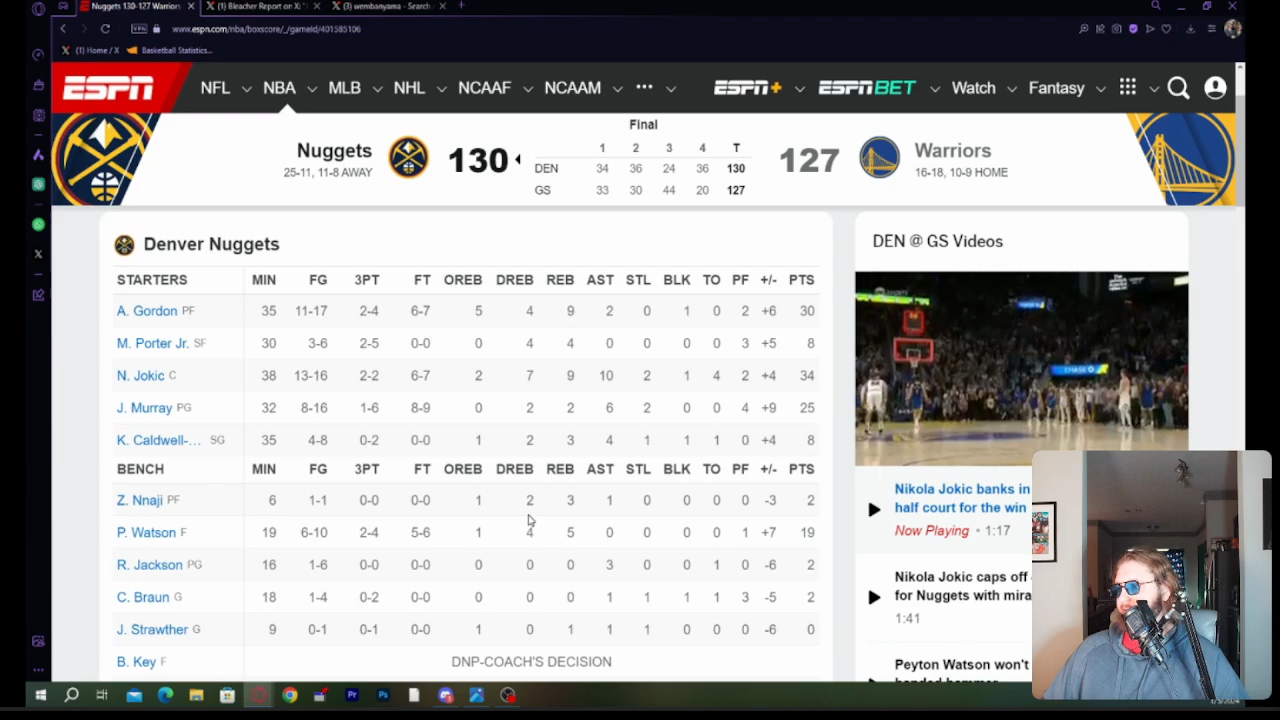 Nuggets 130-127 Warriors
(1) Bleacher Report on X: "
(3) wembanyama - Search
VPN
www.espn.com/nba/boxscore/_/gameId/401585106
(1) Home / X
Basketball Statistics...
ESPN
NFL
NBA
MLB
NHL
NCAAF
NCAAM
•••
ESPN+
ESPN BET
Watch
Fantasy
Final
Nuggets
25-11, 11-8 AWAY
130
1 2 3 4 T
DEN 34 36 24 36 130
GS 33 30 44 20 127
127
Warriors
16-18, 10-9 HOME
Denver Nuggets
STARTERS MIN FG 3PT FT OREB DREB REB AST STL BLK TO PF +/- PTS
A. Gordon PF 35 11-17 2-4 6-7 5 4 9 2 0 1 0 2 +6 30
M. Porter Jr. SF 30 3-6 2-5 0-0 0 4 4 0 0 0 0 3 +5 8
N. Jokic C 38 13-16 2-2 6-7 2 7 9 10 2 1 4 2 +4 34
J. Murray PG 32 8-16 1-6 8-9 0 2 2 6 2 0 0 4 +9 25
K. Caldwell-... SG 35 4-8 0-2 0-0 1 2 3 4 1 1 1 0 +4 8
BENCH MIN FG 3PT FT OREB DREB REB AST STL BLK TO PF +/- PTS
Z. Nnaji PF 6 1-1 0-0 0-0 1 2 3 1 0 0 0 0 -3 2
P. Watson F 19 6-10 2-4 5-6 1 4 5 0 0 0 0 1 +7 19
R. Jackson PG 16 1-6 0-0 0-0 0 0 3 0 0 1 0 -6 2
C. Braun G 18 1-4 0-2 0-0 0 0 0 1 1 1 1 3 -5 2
J. Strawther G 9 0-1 0-1 0-0 1 0 1 1 1 0 0 0 -6 0
B. Key F DNP-COACH'S DECISION
DEN @ GS Videos
Nikola Jokic banks in
half court for the win
Now Playing • 1:17
Nikola Jokic caps off
for Nuggets with mira
1:41
Peyton Watson won't